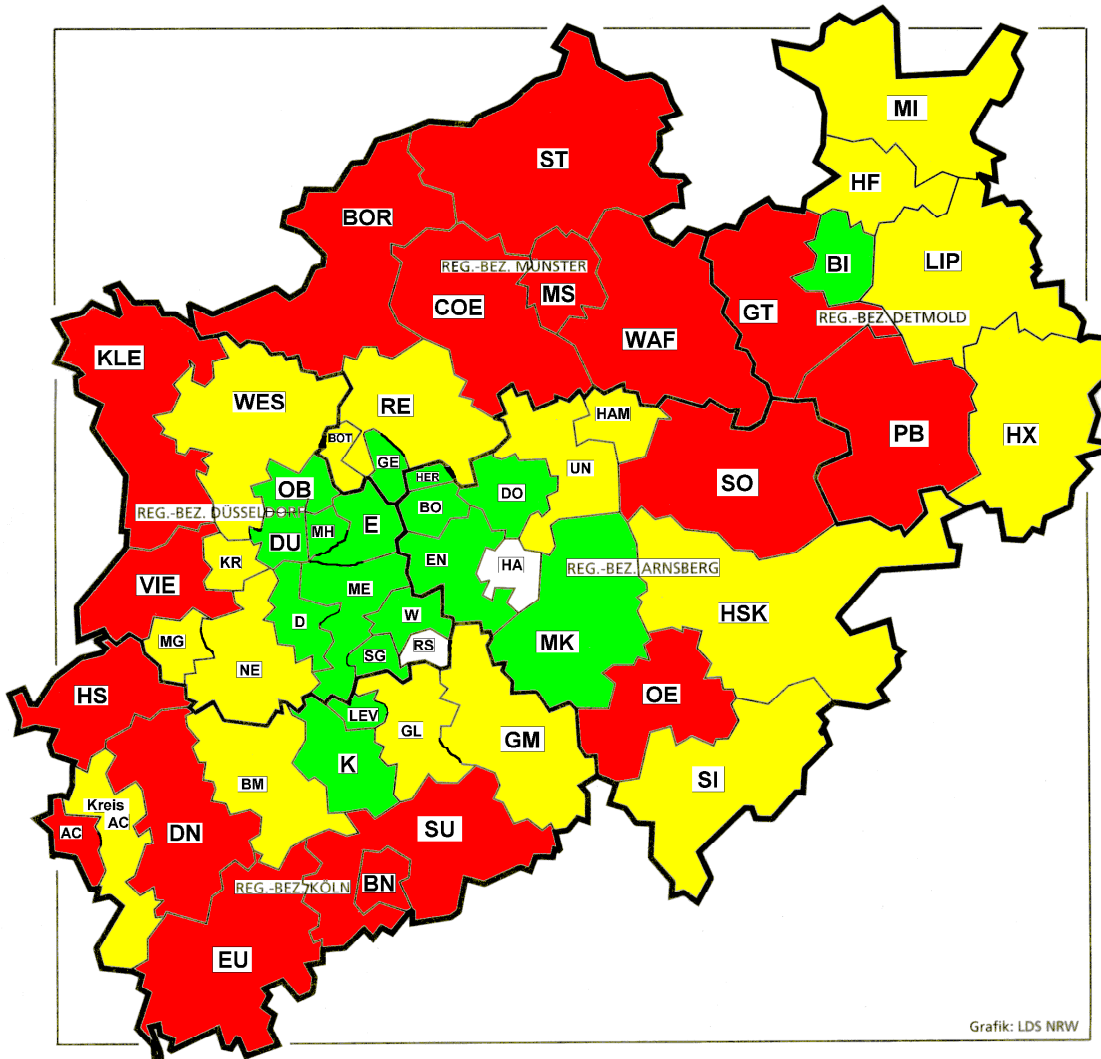 MI
ST
HF
BOR
BI
LIP
REG.-BEZ. MÜNSTER
MS
COE
GT
REG.-BEZ. DETMOLD
WAF
KLE
WES
RE
HAM
PB
HX
BOT
GE
UN
HER
SO
OB
DO
BO
REG.-BEZ. DÜSSELDORF
E
MH
DU
EN
KR
HA
REG.-BEZ. ARNSBERG
VIE
ME
HSK
W
D
MG
MK
RS
SG
NE
HS
OE
LEV
GL
GM
K
SI
BM
Kreis
AC
AC
DN
SU
BN
REG.-BEZ. KÖLN
EU
Grafik: LDS NRW